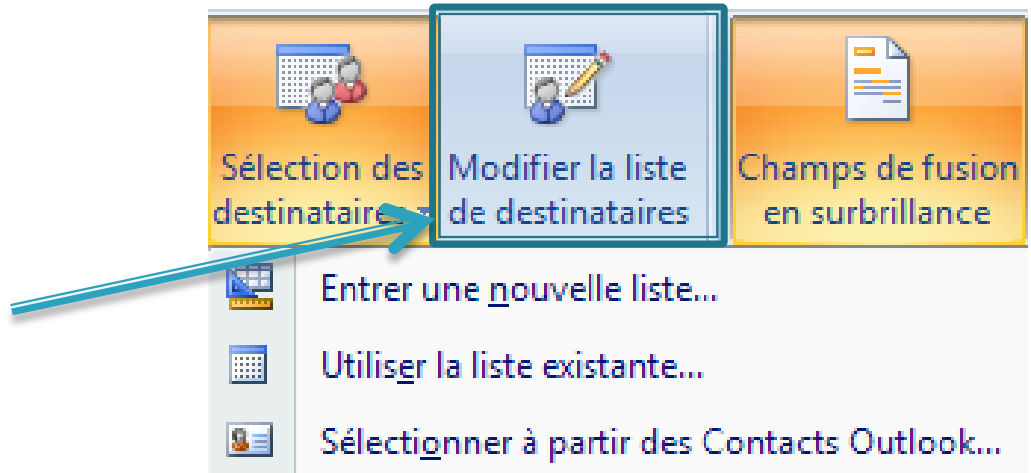 Sélection des
destinataires
Modifier la liste
de destinataires
Champs de fusion
en surbrillance
Entrer une nouvelle liste...
Utiliser la liste existante...
Sélectionner à partir des Contacts Outlook...